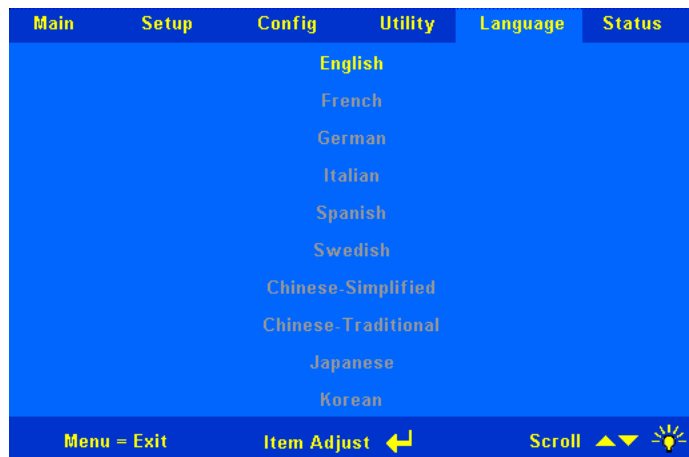 Main Setup Config Utility Language Status
English
French
German
Italian
Spanish
Swedish
Chinese-Simplified
Chinese-Traditional
Japanese
Korean
Menu = Exit Item Adjust Scroll